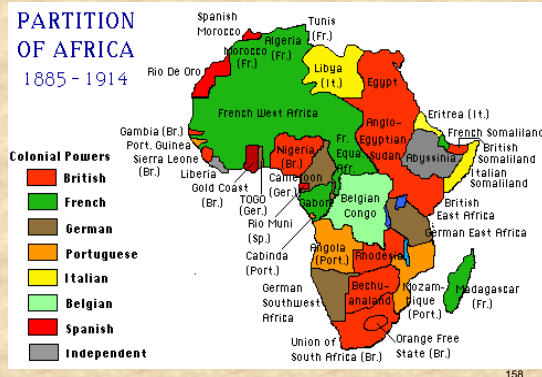 PARTITION
OF AFRICA
1885 - 1914
Spanish
Morocco
Tunis
(Fr.)
Algeria
(Fr.)
Morocco
(Fr.)
Rio De Oro
Libya
(It.)
Egypt
French West Africa
Anglo-
Egyptian
Sudan
Eritrea (It.)
French Somaliland
British
Somaliland
Italian
Somaliland
Abyssinia
Gambia (Br.)
Port. Guinea
Sierra Leone
(Br.)
Liberia
Gold Coast
(Br.)
TOGO
(Ger.)
Nigeria
(Br.)
Fr.
Equa.
Afr.
Cameroon
(Ger.)
Gabon
Rio Muni
(Sp.)
Cabinda
(Port.)
Belgian
Congo
British
East Africa
German East Africa
Angola
(Port.)
Rhodesia
German
Southwest
Africa
Bechu-
analand
Mozam-
bique
(Port.)
Madagascar
(Fr.)
Union of
South Africa (Br.)
Orange Free
State (Br.)
Colonial Powers
British
French
German
Portuguese
Italian
Belgian
Spanish
Independent
158